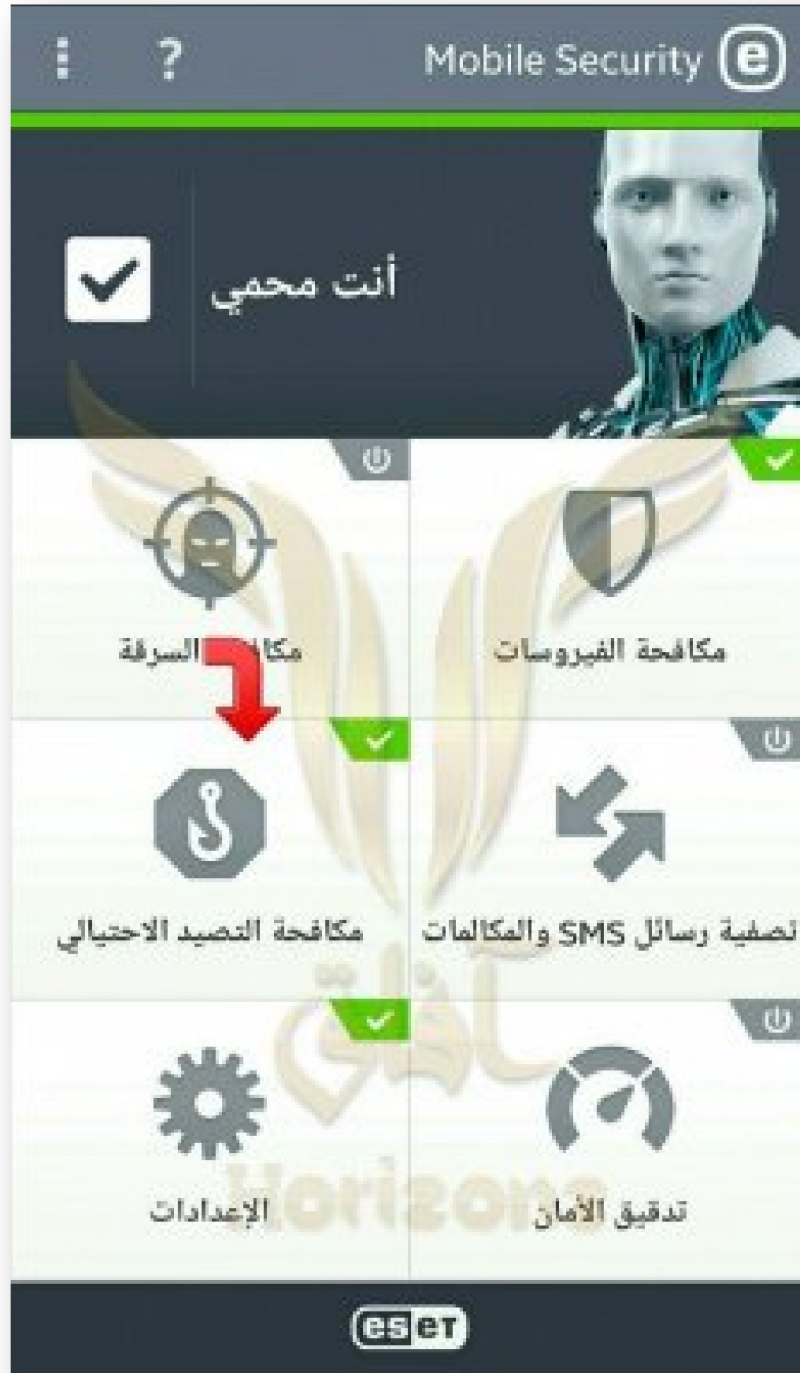 Mobile Security e
?
أنت محمي
مكافحة الفيروسات
السرقة
تصفية رسائل SMS والمكالمات
مكافحة التصيد الاحتيالي
تدقيق الأمان
الإعدادات
آفاق
Horizons
eseT